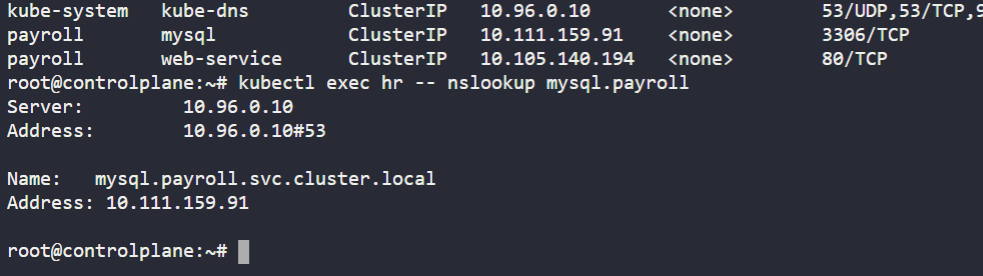 kube-system kube-dns ClusterIP 10.96.0.10 <none> 53/UDP,53/TCP,9
payroll mysql ClusterIP 10.111.159.91 <none> 3306/TCP
payroll web-service ClusterIP 10.105.140.194 <none> 80/TCP
root@controlplane:~# kubectl exec hr -- nslookup mysql.payroll
Server: 10.96.0.10
Address: 10.96.0.10#53
Name: mysql.payroll.svc.cluster.local
Address: 10.111.159.91
root@controlplane:~#